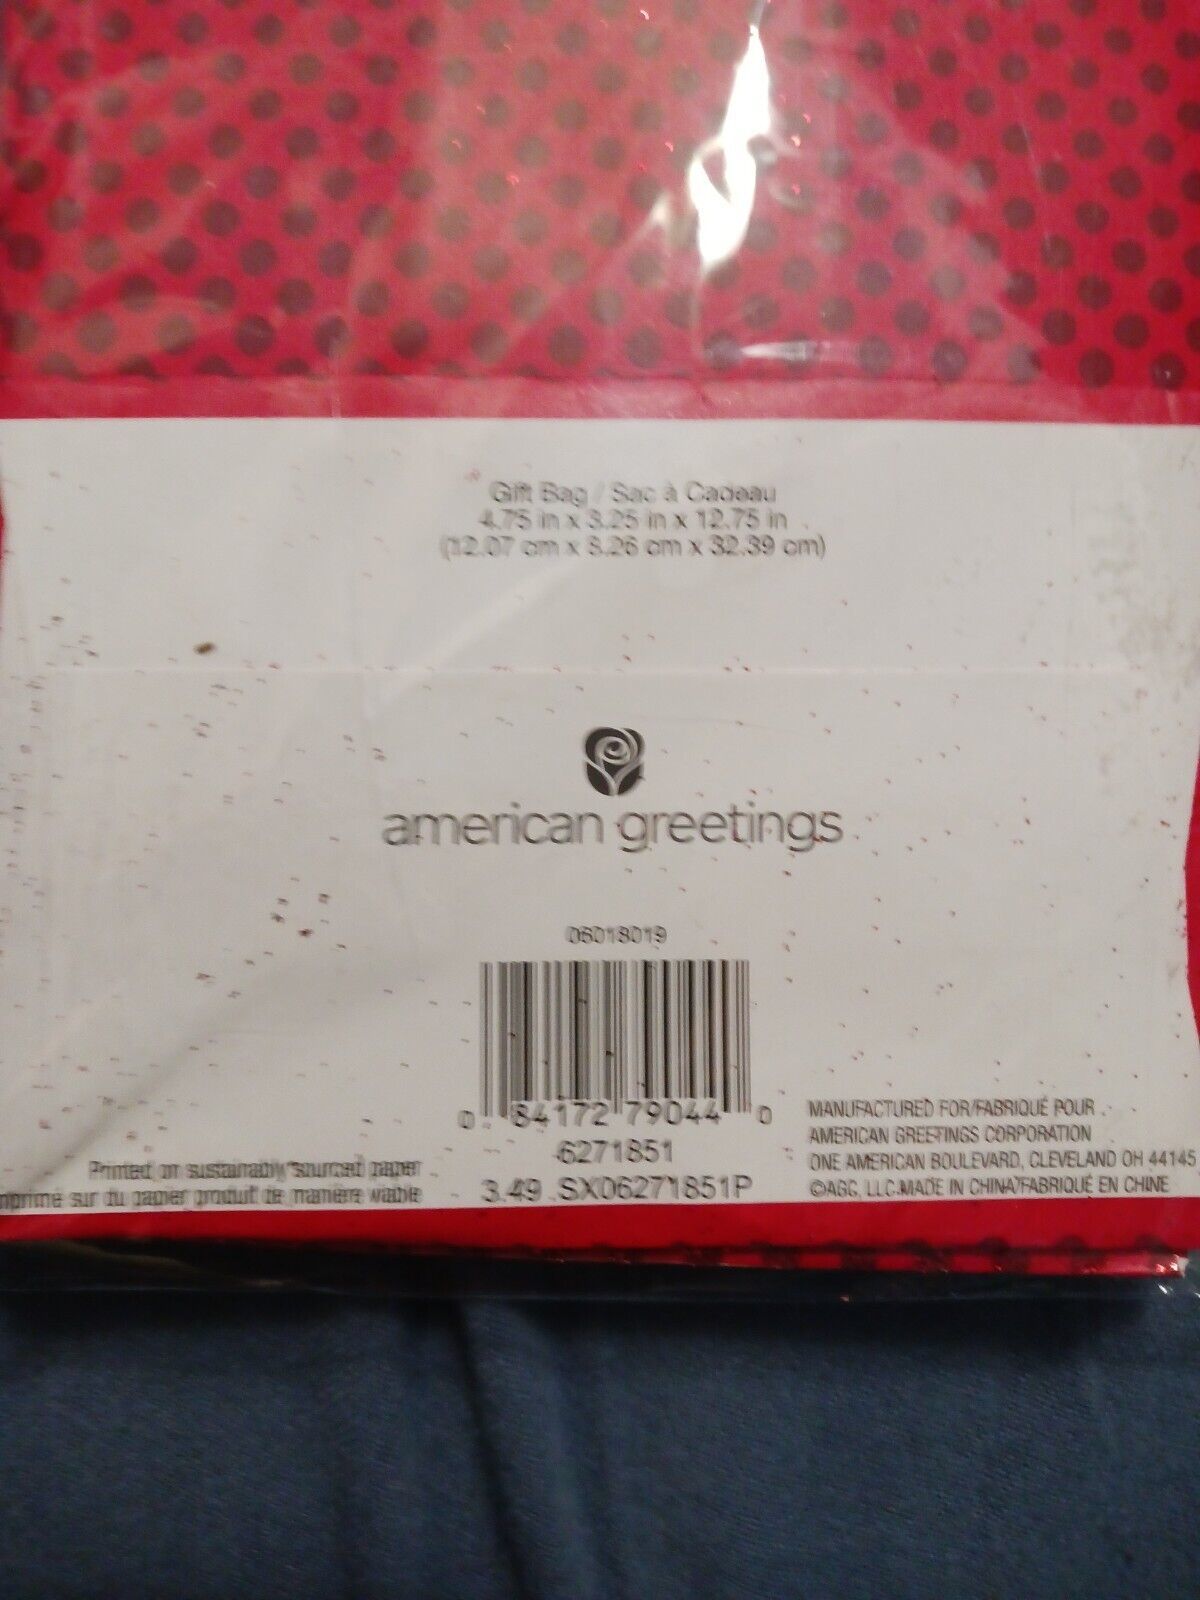 Gift Bag / Sac à Cadeau
4.75 in x 3.25 in x 12.75 in
(12.07 cm x 8.26 cm x 32.39 cm)
american greetings
06018019
0 84172 79044 0
6271851
3.49 SX06271851P
Printed on sustainably sourced paper
mprimé sur du papier produit de manière viable
MANUFACTURED FOR/FABRIQUÉ POUR
AMERICAN GREETINGS CORPORATION
ONE AMERICAN BOULEVARD, CLEVELAND OH 44145
©AGC, LLC MADE IN CHINA/FABRIQUÉ EN CHINE